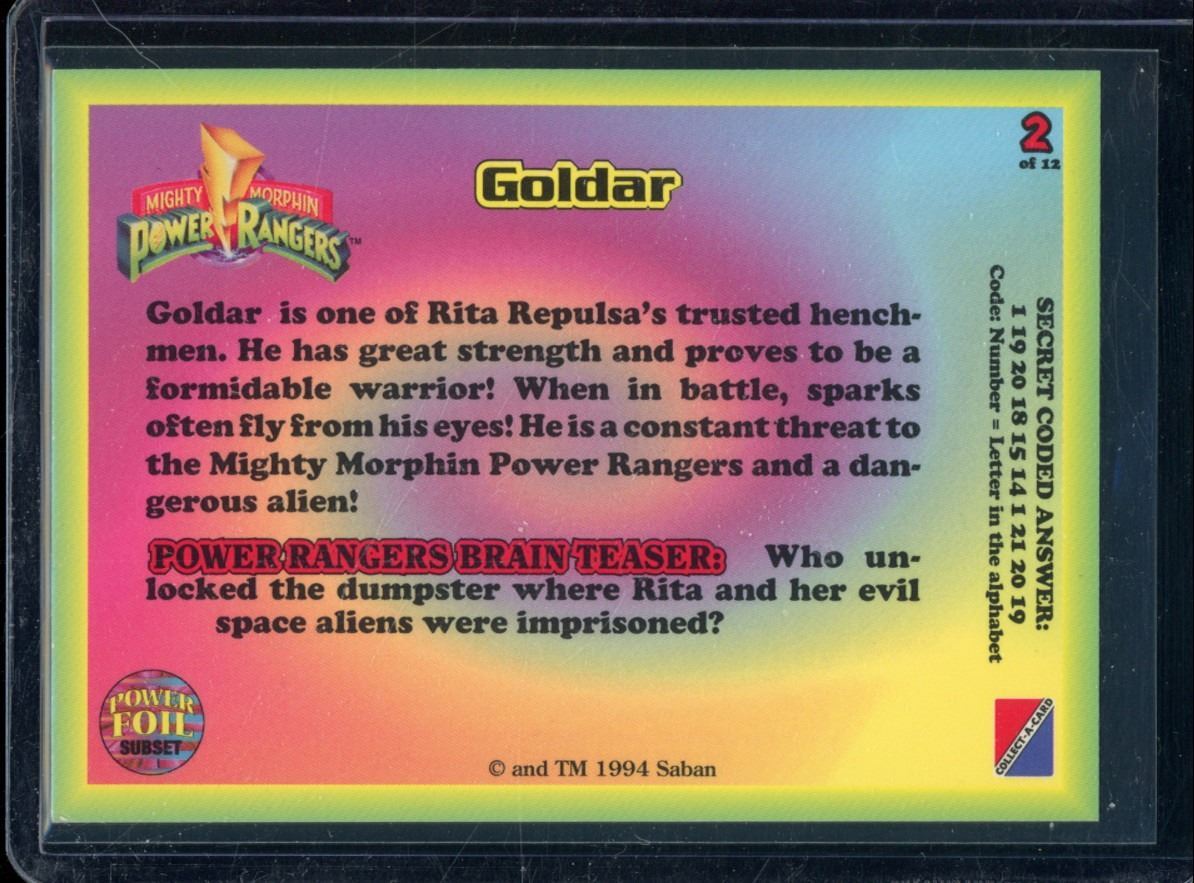 MIGHTY MORPHIN
POWER RANGERS™
Goldar
2
of 12
Goldar is one of Rita Repulsa's trusted hench-
men. He has great strength and proves to be a
formidable warrior! When in battle, sparks
often fly from his eyes! He is a constant threat to
the Mighty Morphin Power Rangers and a dan-
gerous alien!
POWER RANGERS BRAIN TEASER: Who un-
locked the dumpster where Rita and her evil
space aliens were imprisoned?
SECRET CODED ANSWER:
1 19 20 18 15 14 1 21 20 19
Code: Number = Letter in the alphabet
POWER
FOIL
SUBSET
© and TM 1994 Saban
COLLECT-A-CARD